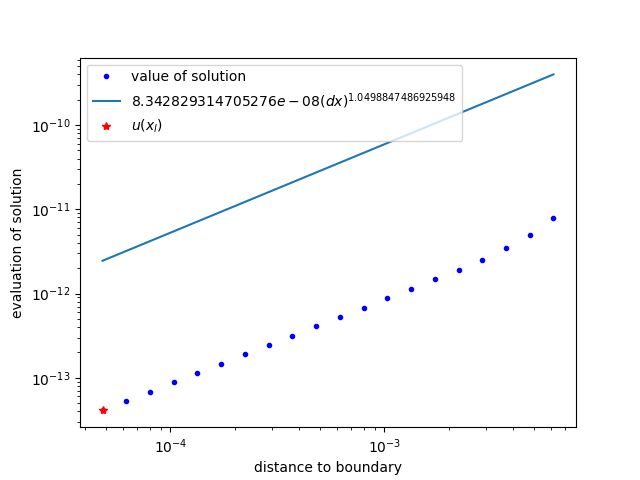 value of solution
8.342829314705276e − 08(dx)^1.0498847486925948
u(x_l)
10^−10
10^−11
10^−12
10^−13
evaluation of solution
10^−4
10^−3
distance to boundary